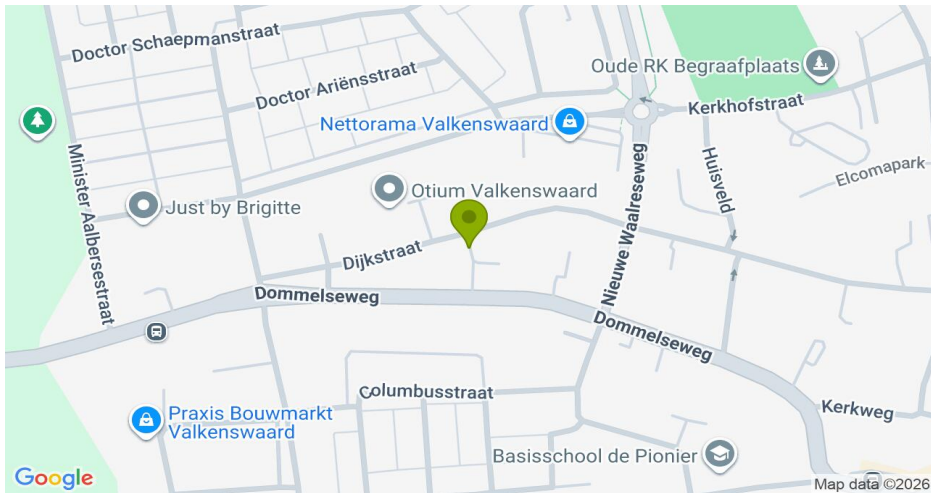 Doctor Schaepmanstraat
Doctor Ariënsstraat
Oude RK Begraafplaats
Nettorama Valkenswaard
Kerkhofstraat
Minister Aalbersestraat
Huisveld
Elcomapark
Otium Valkenswaard
Just by Brigitte
Nieuwe Waalreseweg
Dijkstraat
Dommelseweg
Dommelseweg
Columbusstraat
Praxis Bouwmarkt
Valkenswaard
Kerkweg
Basisschool de Pionier
Google
Map data ©2026